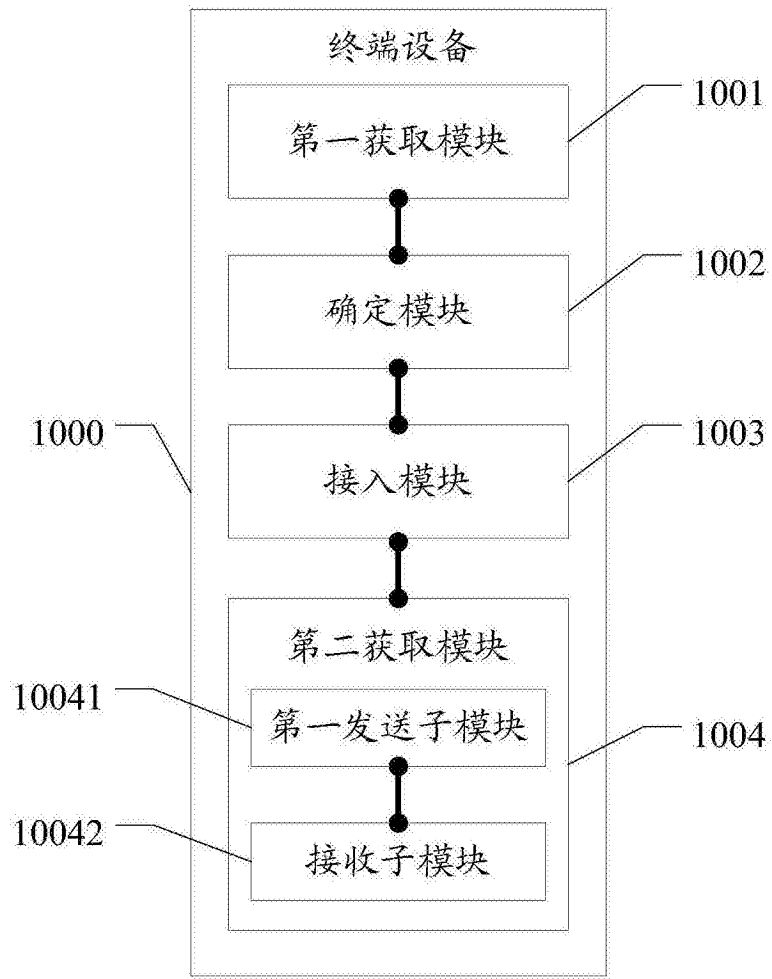 终端设备
第一获取模块
1001
确定模块
1002
1000
接入模块
1003
第二获取模块
10041
第一发送子模块
1004
10042
接收子模块